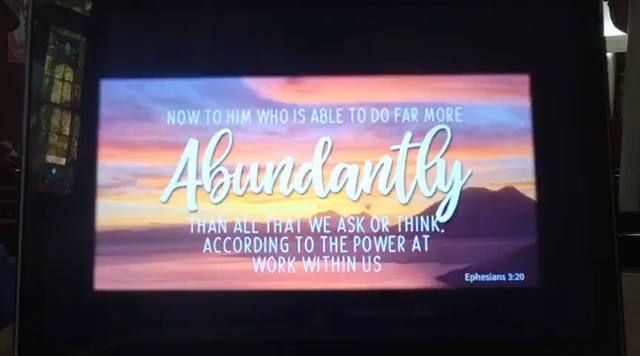 NOW TO HIM WHO IS ABLE TO DO FAR MORE
Abundantly
THAN ALL THAT WE ASK OR THINK,
ACCORDING TO THE POWER AT
WORK WITHIN US
Ephesians 3:20